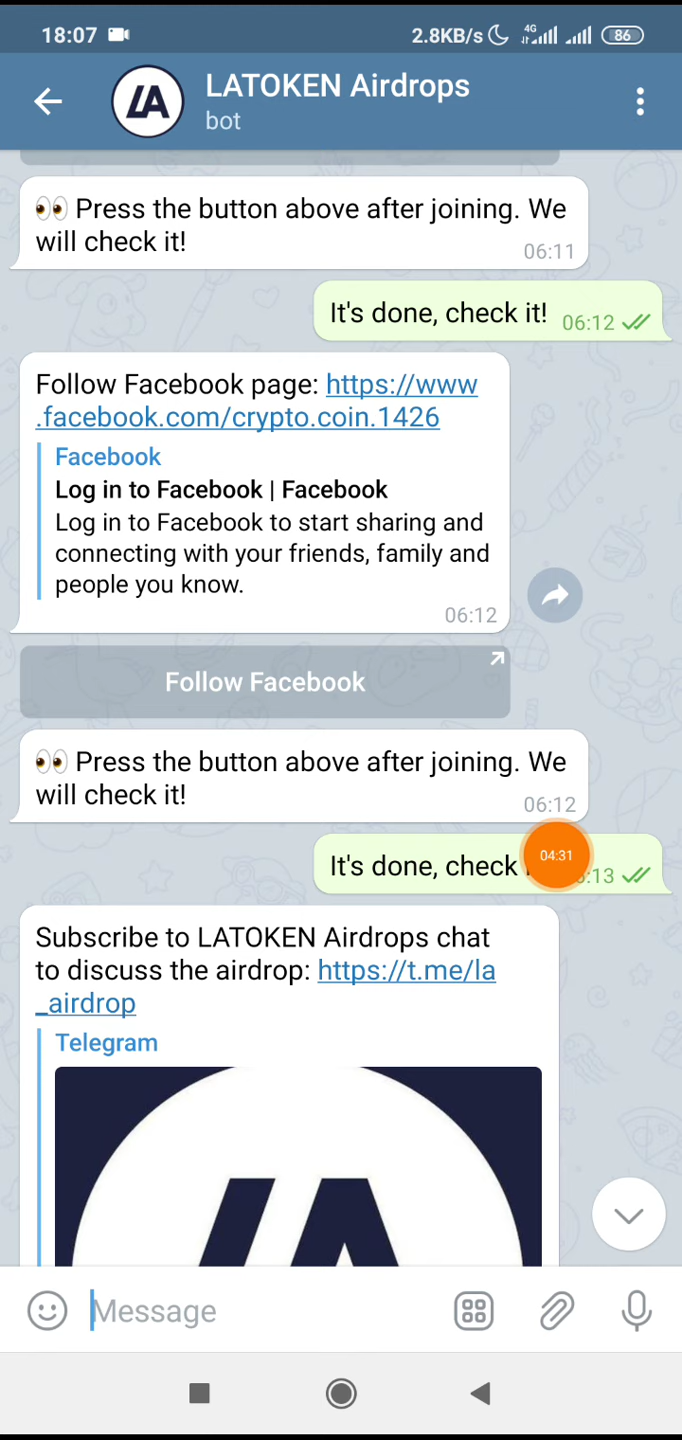 18:07
2.8KB/s 4G 86
LATOKEN Airdrops
bot
👀 Press the button above after joining. We
will check it!
06:11
It's done, check it! 06:12
Follow Facebook page: https://www
.facebook.com/crypto.coin.1426
Facebook
Log in to Facebook | Facebook
Log in to Facebook to start sharing and
connecting with your friends, family and
people you know.
06:12
Follow Facebook
👀 Press the button above after joining. We
will check it!
06:12
It's done, check
04:31
:13
Subscribe to LATOKEN Airdrops chat
to discuss the airdrop: https://t.me/la
_airdrop
Telegram
LA
Message